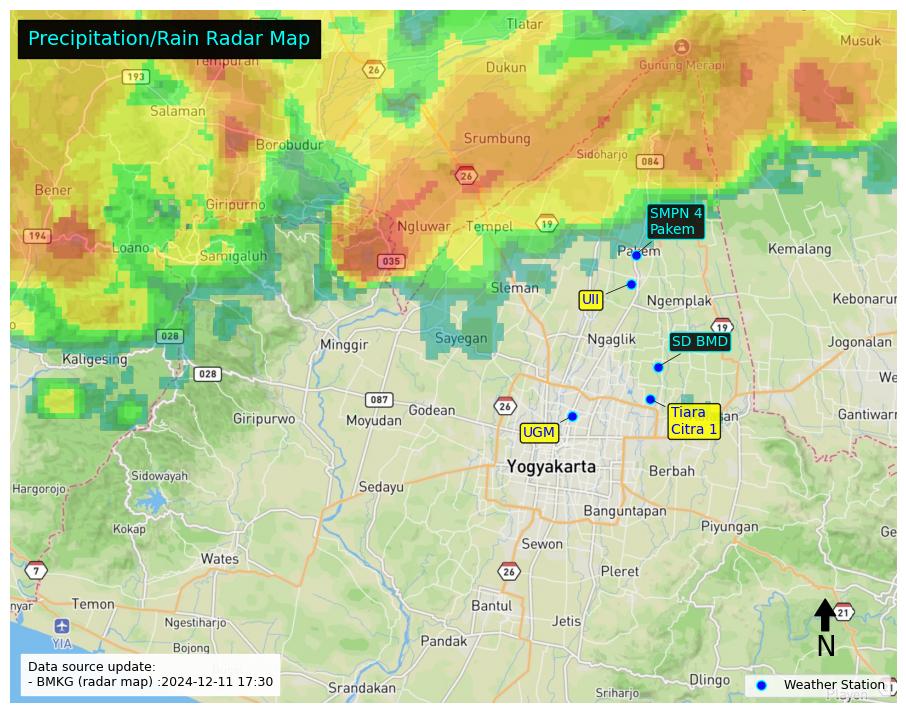 Precipitation/Rain Radar Map
Tlatar
Musuk
Tempuran
26
Dukun
Gunung Merapi
193
Salaman
Borobudur
Srumbung
Sidoharjo
084
26
Bener
Giripurno
SMPN 4
Pakem
Ngluwar
Tempel
19
194
Loano
Samigaluh
035
Pakem
Kemalang
Sleman
UII
Ngemplak
Kebonarum
19
028
Minggir
Sayegan
Ngaglik
SD BMD
Jogonalan
Kaligesing
028
We
087
26
Giripurwo
Moyudan
Godean
UGM
Tiara
Citra 1
an
Gantiwarn
Yogyakarta
Berbah
Hargorojo
Sidowayah
Sedayu
Banguntapan
Kokap
Piyungan
Ge
Sewon
Wates
7
26
Pleret
nyar
Temon
Bantul
21
Ngestiharjo
Jetis
YIA
Bojong
Pandak
N
Data source update:
- BMKG (radar map) :2024-12-11 17:30
Srandakan
Dlingo
Sriharjo
Weather Station
Playen